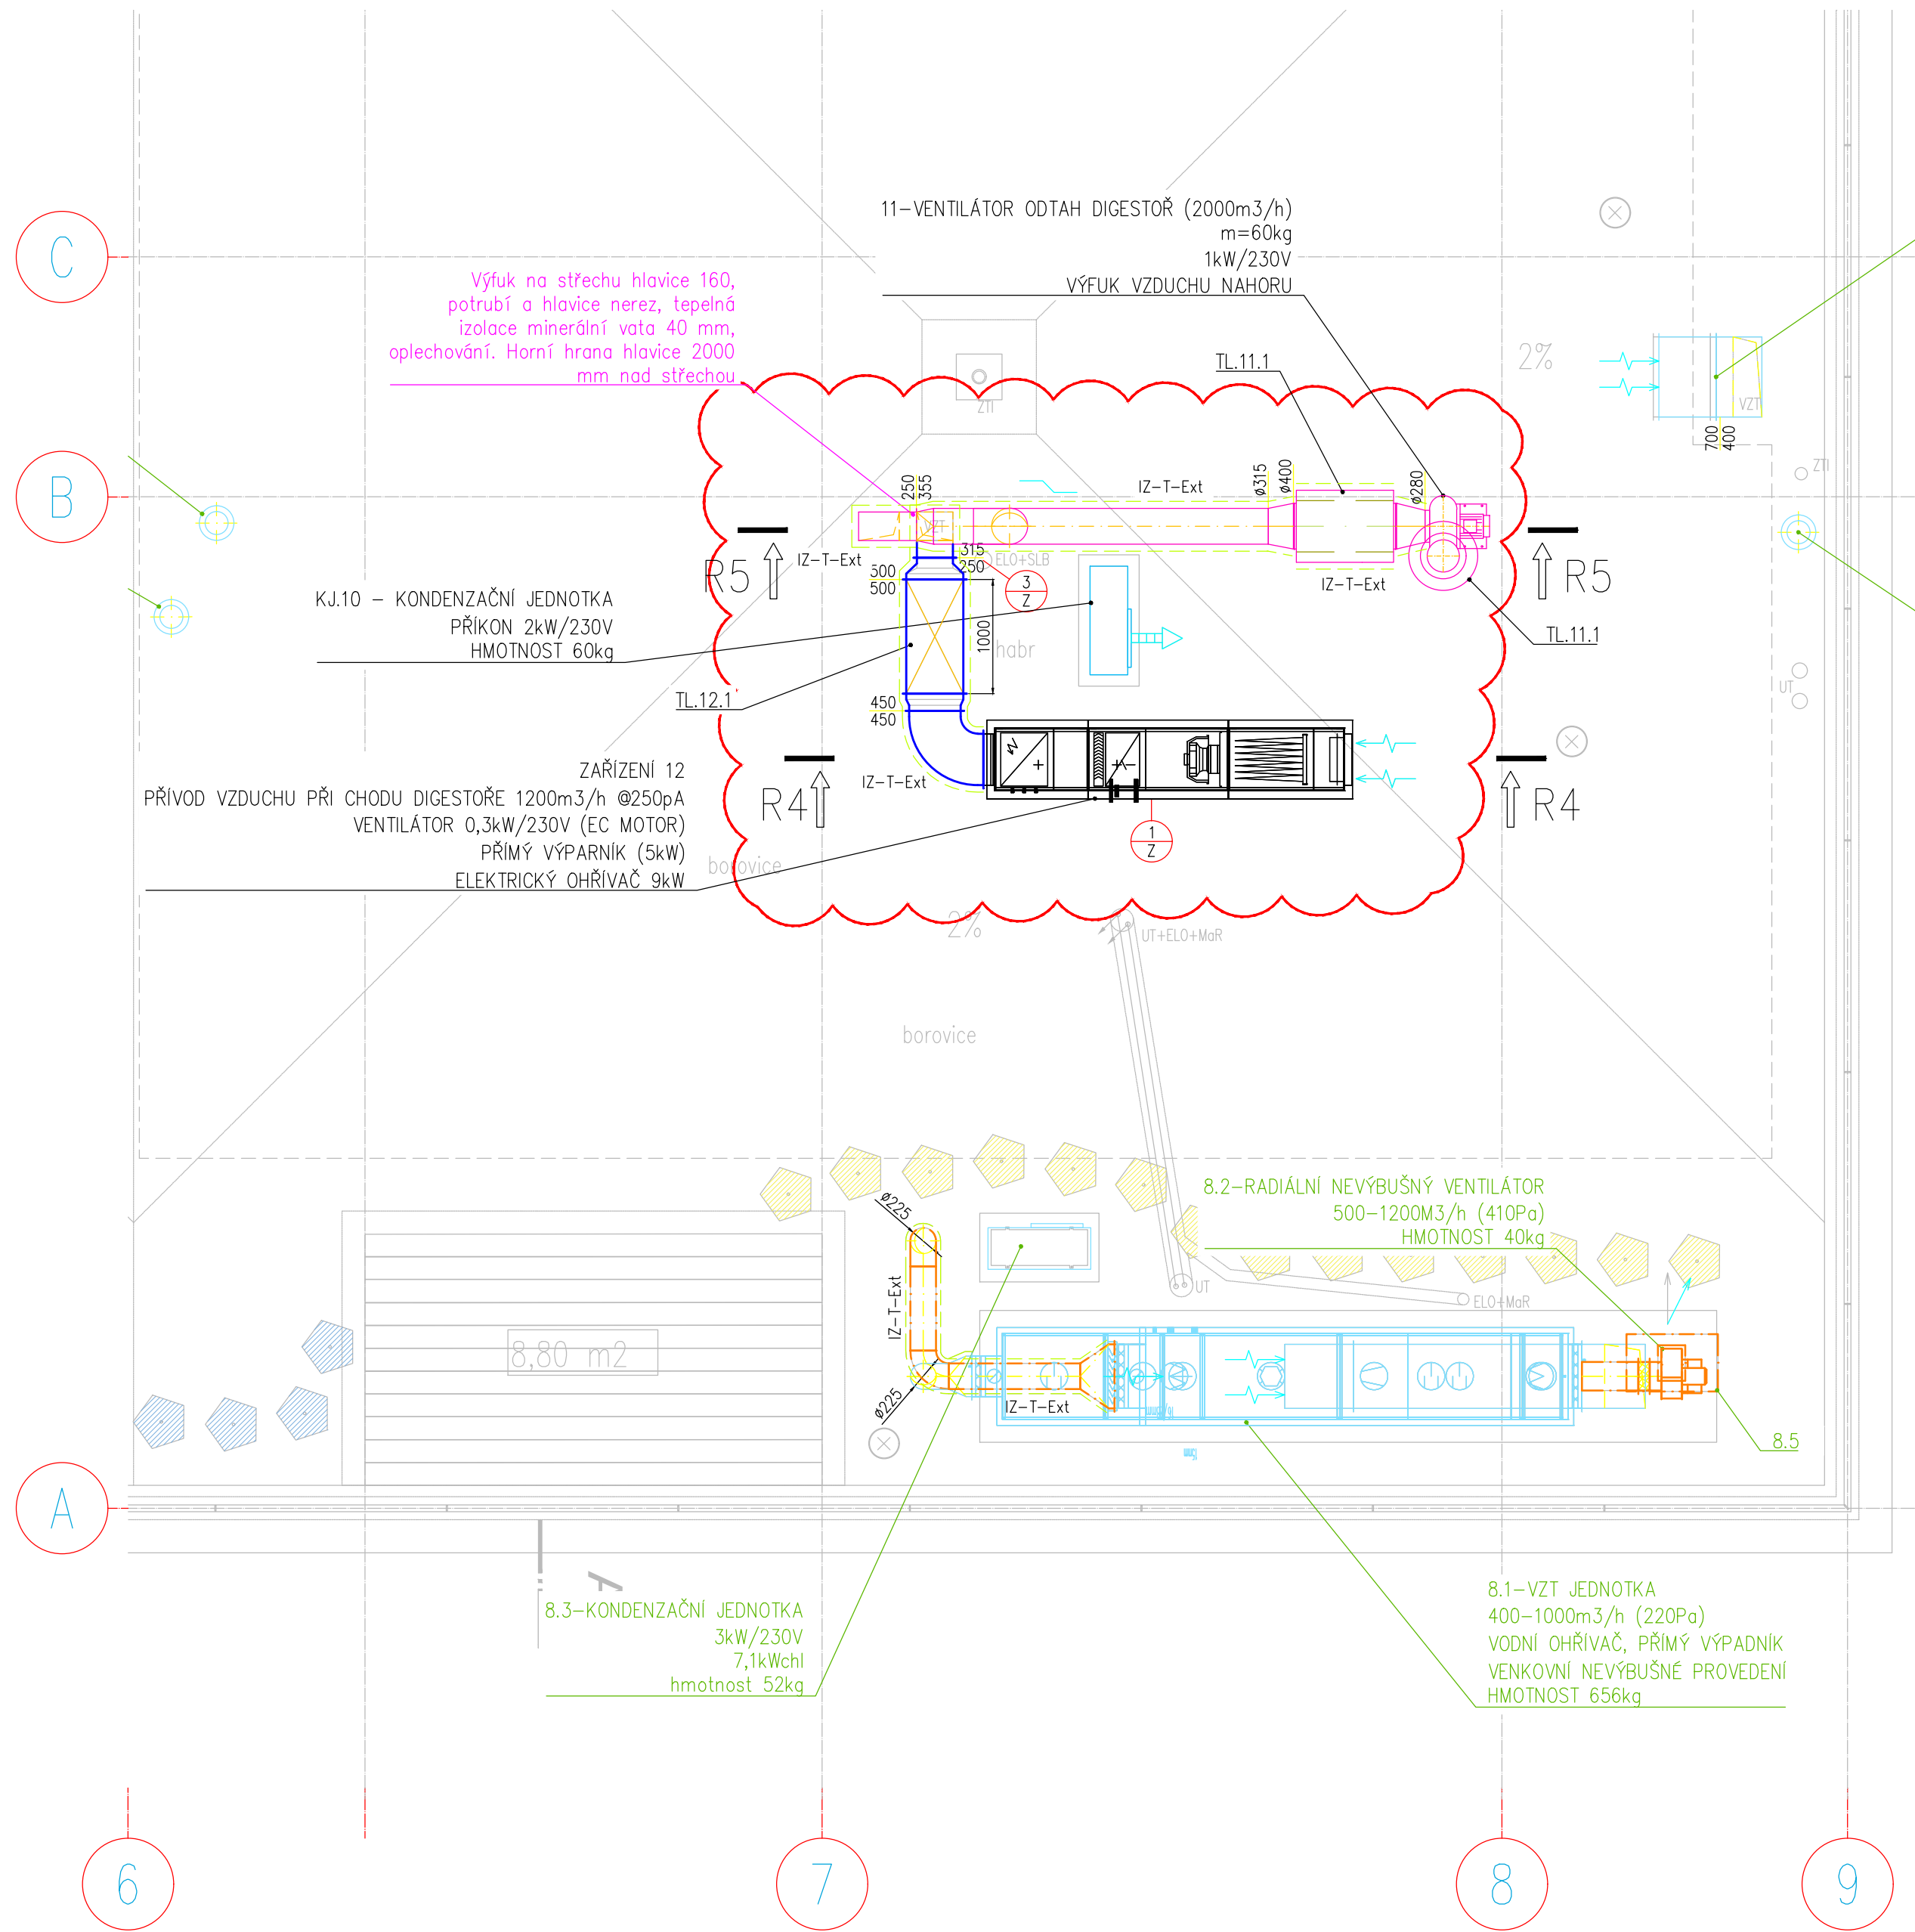 11-VENTILÁTOR ODTAH DIGESTOŘ (2000m3/h)
m=60kg
1kW/230V
VÝFUK VZDUCHU NAHORU
C
Výfuk na střechu hlavice 160,
potrubí a hlavice nerez, tepelná
izolace minerální vata 40 mm,
oplechování. Horní hrana hlavice 2000
mm nad střechou
TL.11.1
2%
VZT
700
400
ZTI
ZTI
B
250
355
VZT
IZ-T-Ext
ø315
ø400
ø280
IZ-T-Ext
315
250
ELO+SLB
500
500
R5
R5
3
Z
IZ-T-Ext
KJ.10 - KONDENZAČNÍ JEDNOTKA
PŘÍKON 2kW/230V
HMOTNOST 60kg
1000
habr
TL.11.1
UT
TL.12.1
450
450
IZ-T-Ext
R4
R4
1
Z
ZAŘÍZENÍ 12
PŘÍVOD VZDUCHU PŘI CHODU DIGESTOŘE 1200m3/h @250pA
VENTILÁTOR 0,3kW/230V (EC MOTOR)
PŘÍMÝ VÝPARNÍK (5kW)
ELEKTRICKÝ OHŘÍVAČ 9kW
borovice
2%
UT+ELO+MaR
borovice
8.2-RADIÁLNÍ NEVÝBUŠNÝ VENTILÁTOR
500-1200M3/h (410Pa)
HMOTNOST 40kg
ø225
IZ-T-Ext
UT
ELO+MaR
8,80 m2
ø225
IZ-T-Ext
8.5
A
A
8.3-KONDENZAČNÍ JEDNOTKA
3kW/230V
7,1kWchl
hmotnost 52kg
8.1-VZT JEDNOTKA
400-1000m3/h (220Pa)
VODNÍ OHŘÍVAČ, PŘÍMÝ VÝPADNÍK
VENKOVNÍ NEVÝBUŠNÉ PROVEDENÍ
HMOTNOST 656kg
6
7
8
9